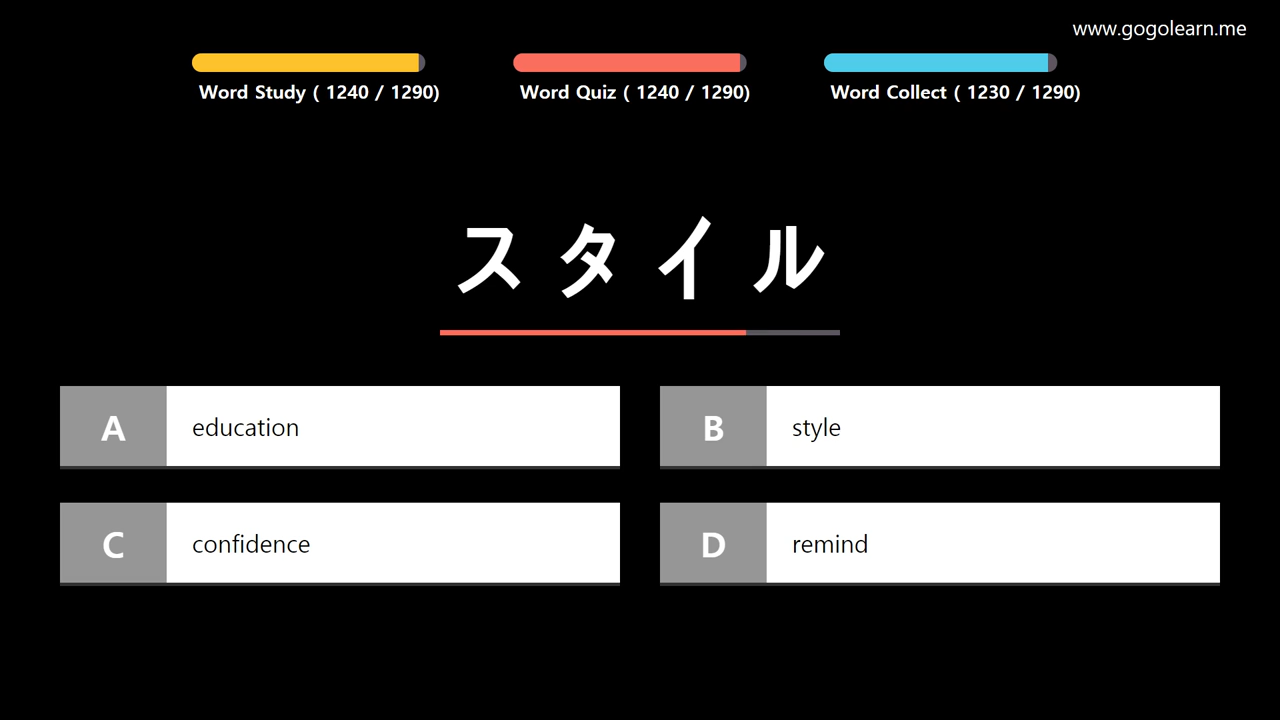 www.gogolearn.me
Word Study ( 1240 / 1290)
Word Quiz ( 1240 / 1290)
Word Collect ( 1230 / 1290)
スタイル
A education
B style
C confidence
D remind